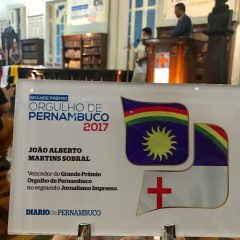 GRANDE PRÊMIO
ORGULHO DE
PERNAMBUCO
2017
JOÃO ALBERTO
MARTINS SOBRAL
Vencedor do Grande Prêmio
Orgulho de Pernambuco
no segmento Jornalismo Impresso.
DIARIO de PERNAMBUCO